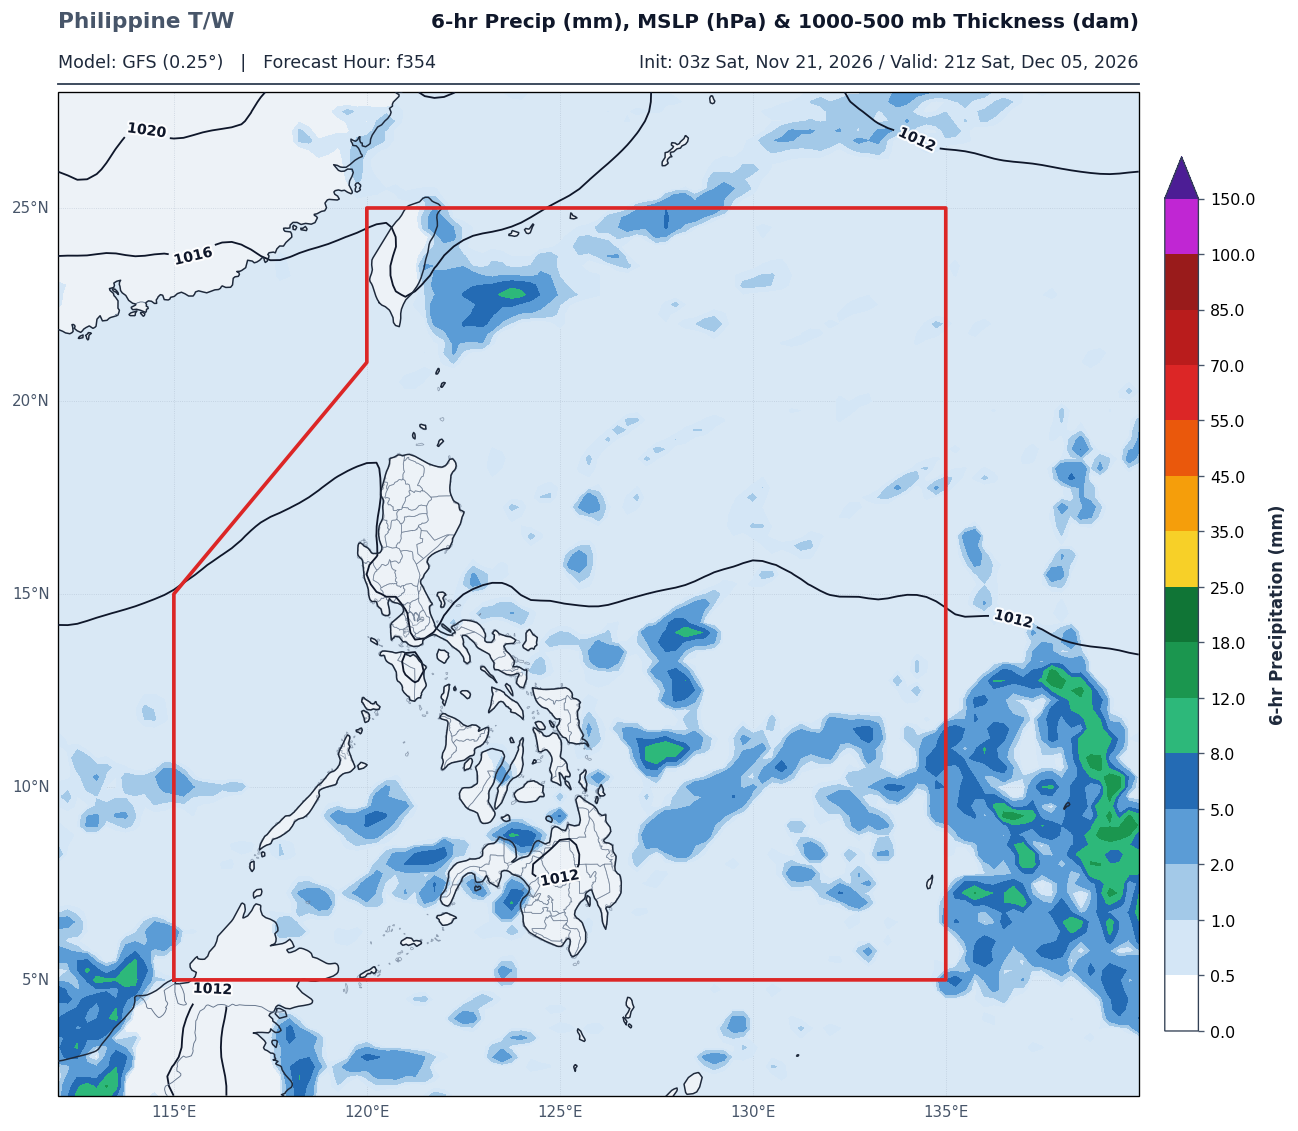 Philippine T/W
6-hr Precip (mm), MSLP (hPa) & 1000-500 mb Thickness (dam)
Model: GFS (0.25°) | Forecast Hour: f354
Init: 03z Sat, Nov 21, 2026 / Valid: 21z Sat, Dec 05, 2026
1020
1012
1016
1012
1012
1012
25°N
20°N
15°N
10°N
5°N
115°E
120°E
125°E
130°E
135°E
150.0
100.0
85.0
70.0
55.0
45.0
35.0
25.0
18.0
12.0
8.0
5.0
2.0
1.0
0.5
0.0
6-hr Precipitation (mm)